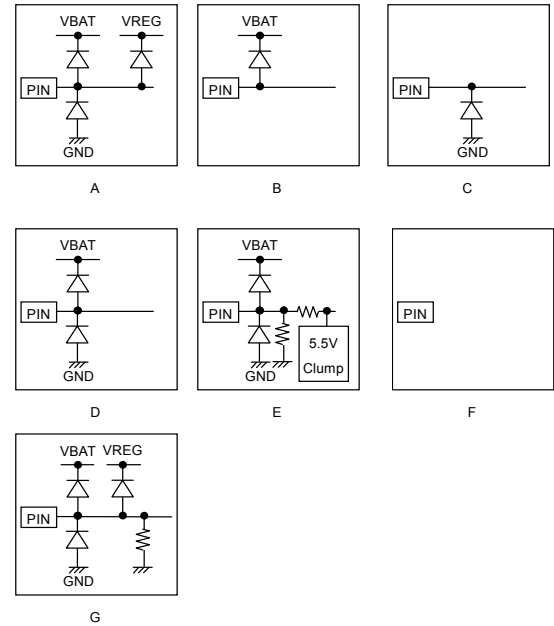 VBAT VREG
PIN
GND
A
VBAT
PIN
B
PIN
GND
C
VBAT
PIN
GND
D
VBAT
PIN
GND
5.5V
Clump
E
PIN
F
VBAT VREG
PIN
GND
G